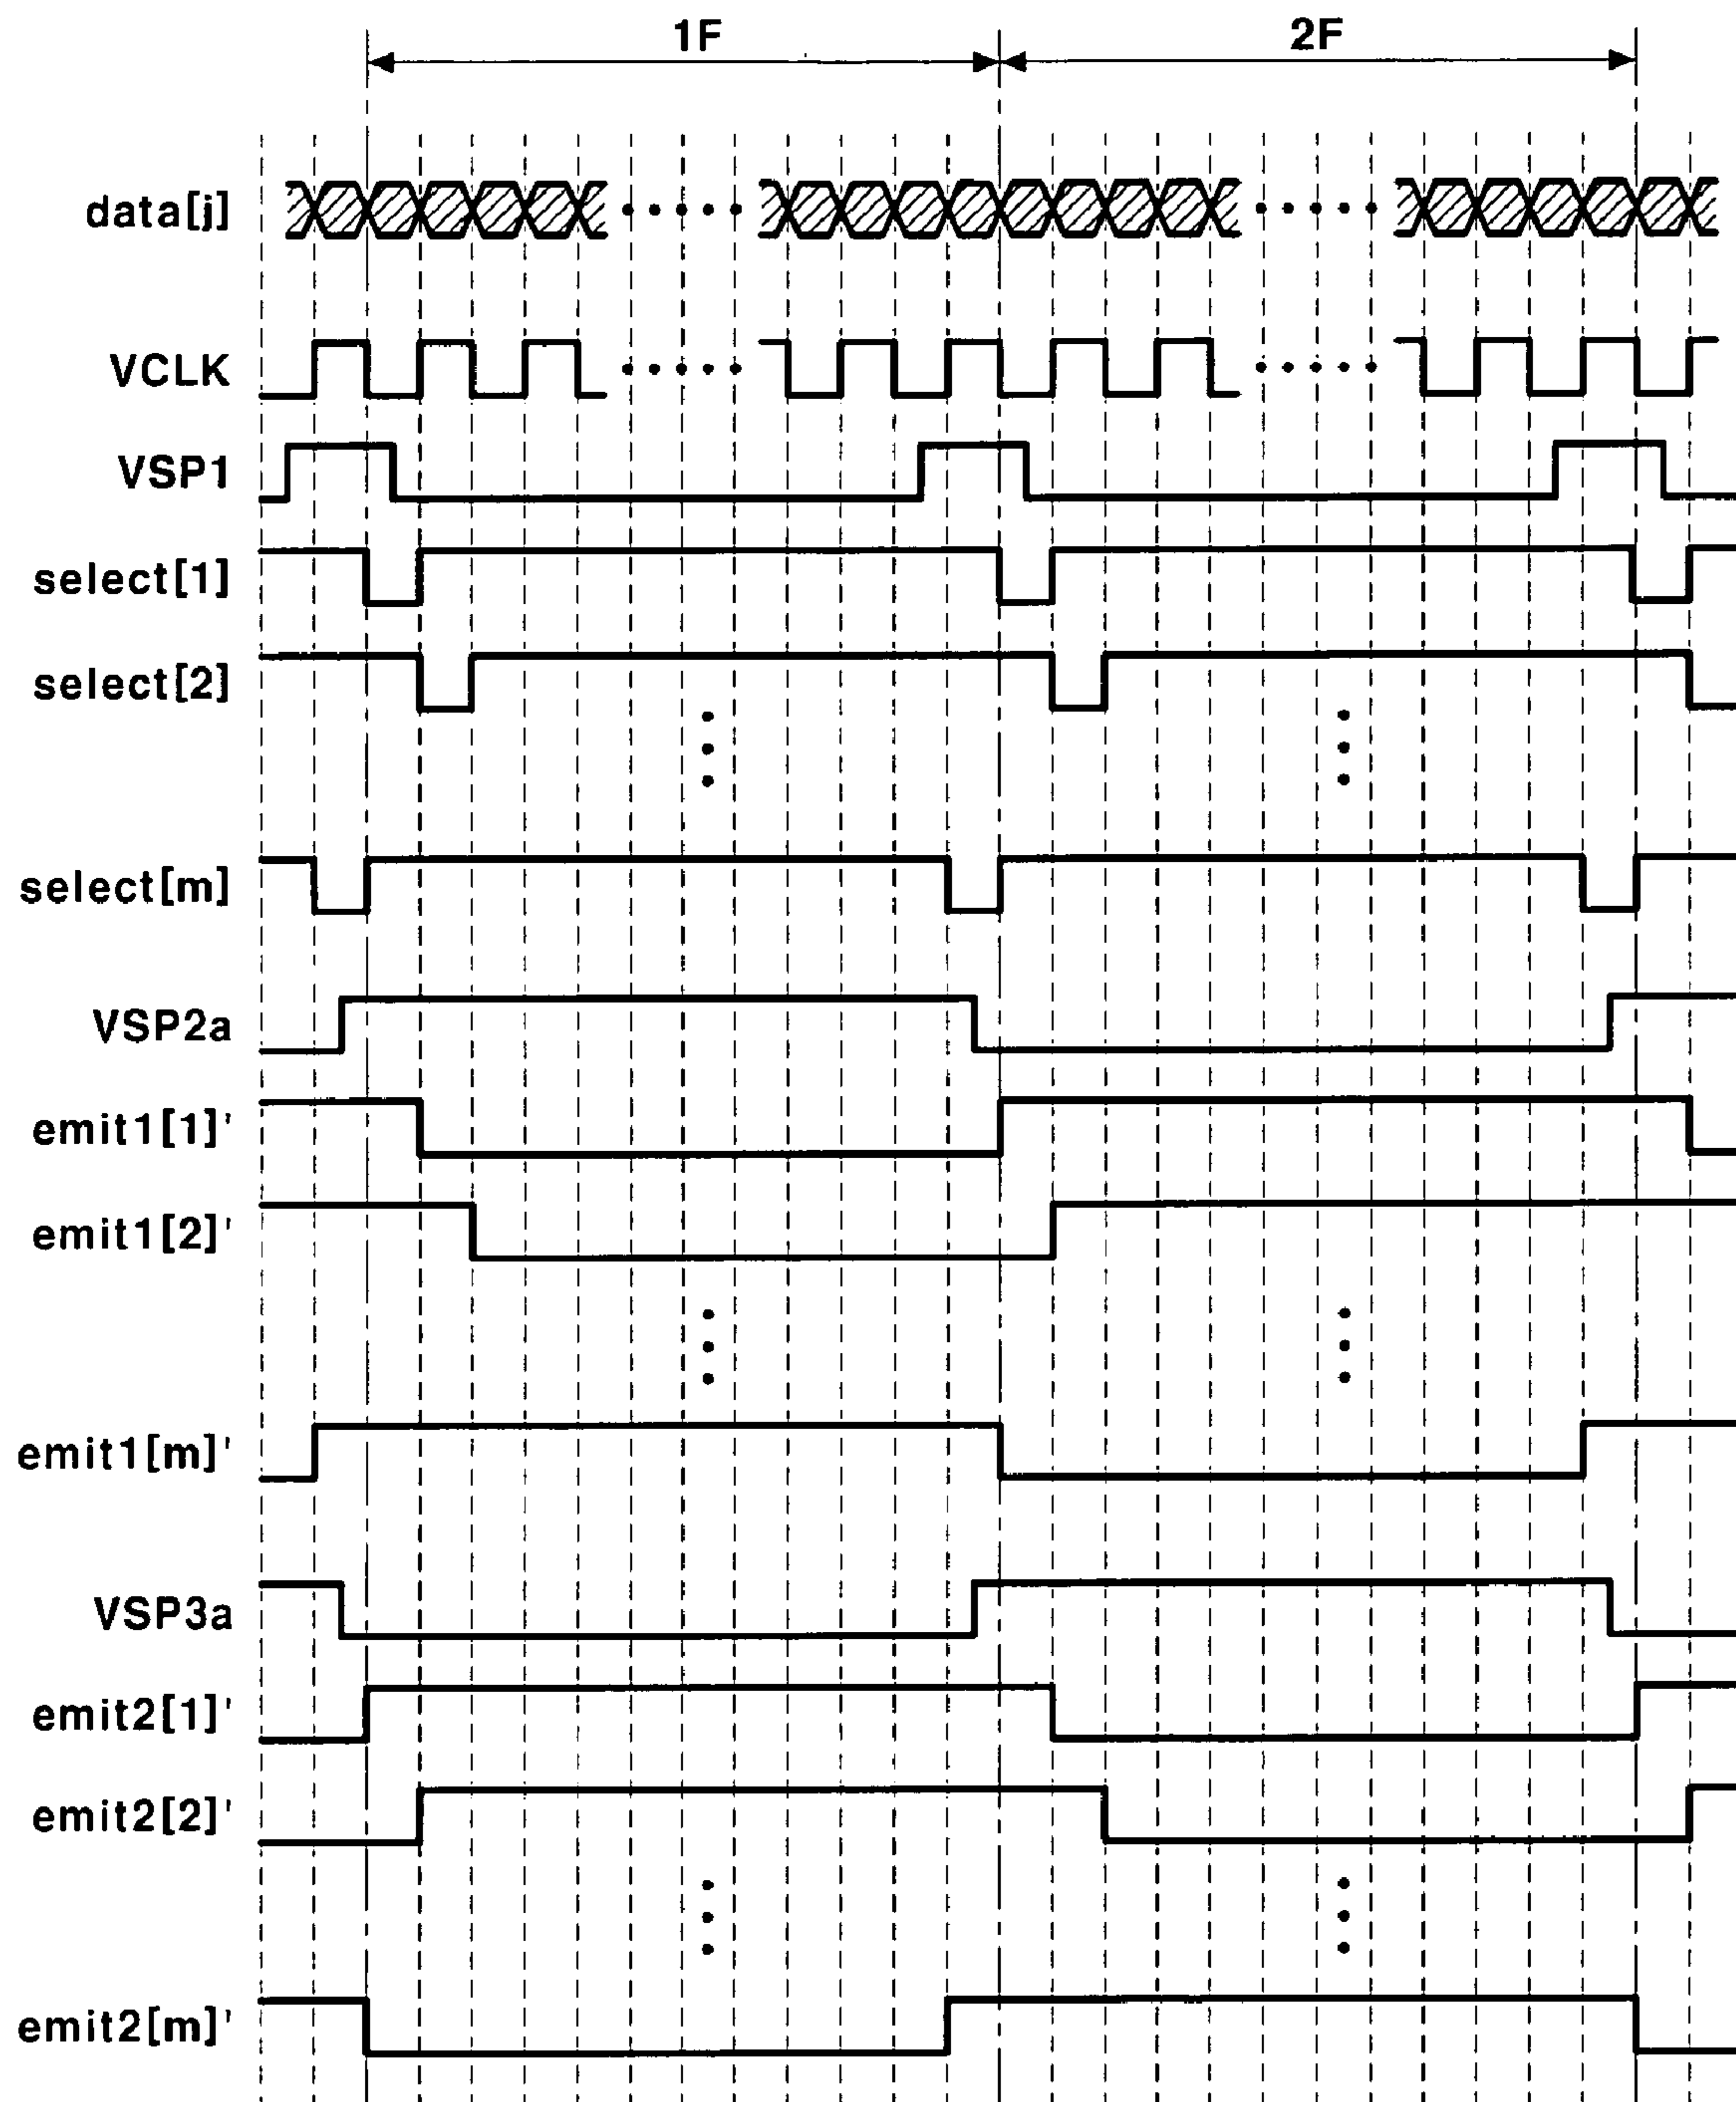 1F 2F
data[j]
VCLK
VSP1
select[1]
select[2]
select[m]
VSP2a
emit1[1]'
emit1[2]'
emit1[m]'
VSP3a
emit2[1]'
emit2[2]'
emit2[m]'